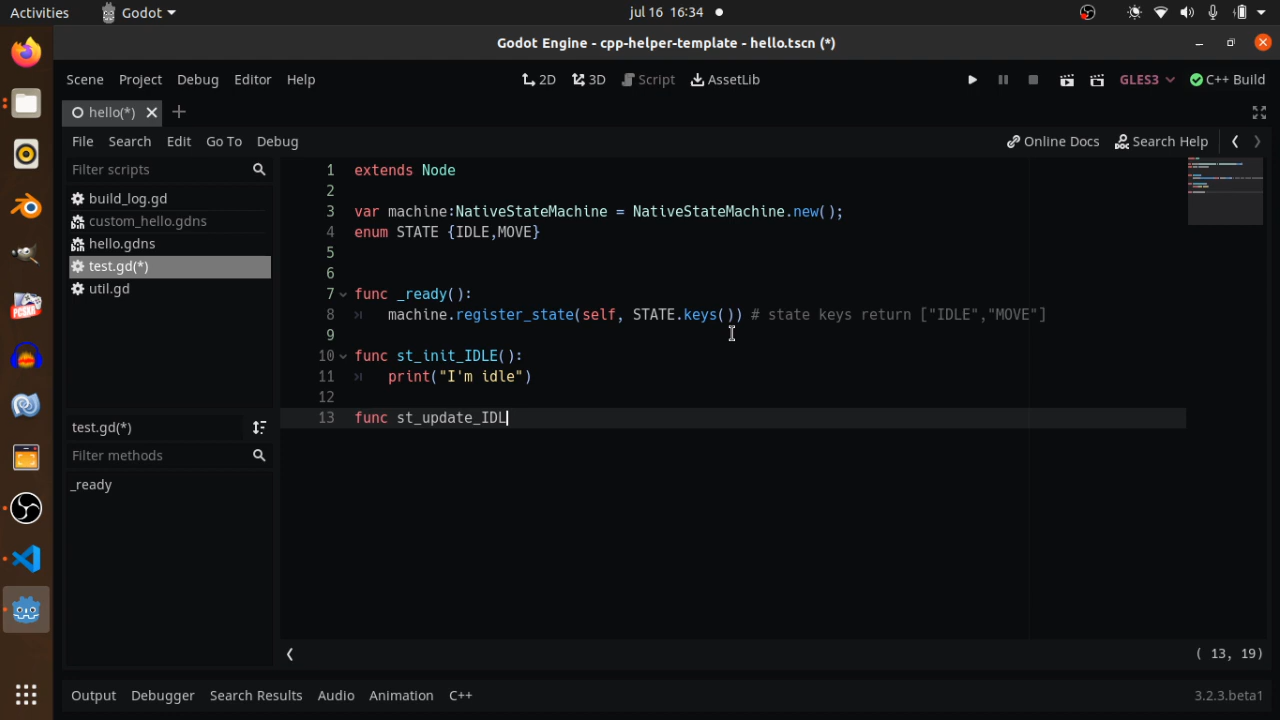 Activities Godot jul 16 16:34
Godot Engine - cpp-helper-template - hello.tscn (*)
Scene Project Debug Editor Help 2D 3D Script AssetLib GLES3 C++ Build
hello(*)
File Search Edit Go To Debug Online Docs Search Help
Filter scripts
build_log.gd
custom_hello.gdns
hello.gdns
test.gd(*)
util.gd
test.gd(*)
Filter methods
_ready
1 extends Node
2
3 var machine:NativeStateMachine = NativeStateMachine.new();
4 enum STATE {IDLE,MOVE}
5
6
7 func _ready():
8 machine.register_state(self, STATE.keys()) # state keys return ["IDLE","MOVE"]
9
10 func st_init_IDLE():
11 print("I'm idle")
12
13 func st_update_IDL
( 13, 19)
Output Debugger Search Results Audio Animation C++ 3.2.3.beta1